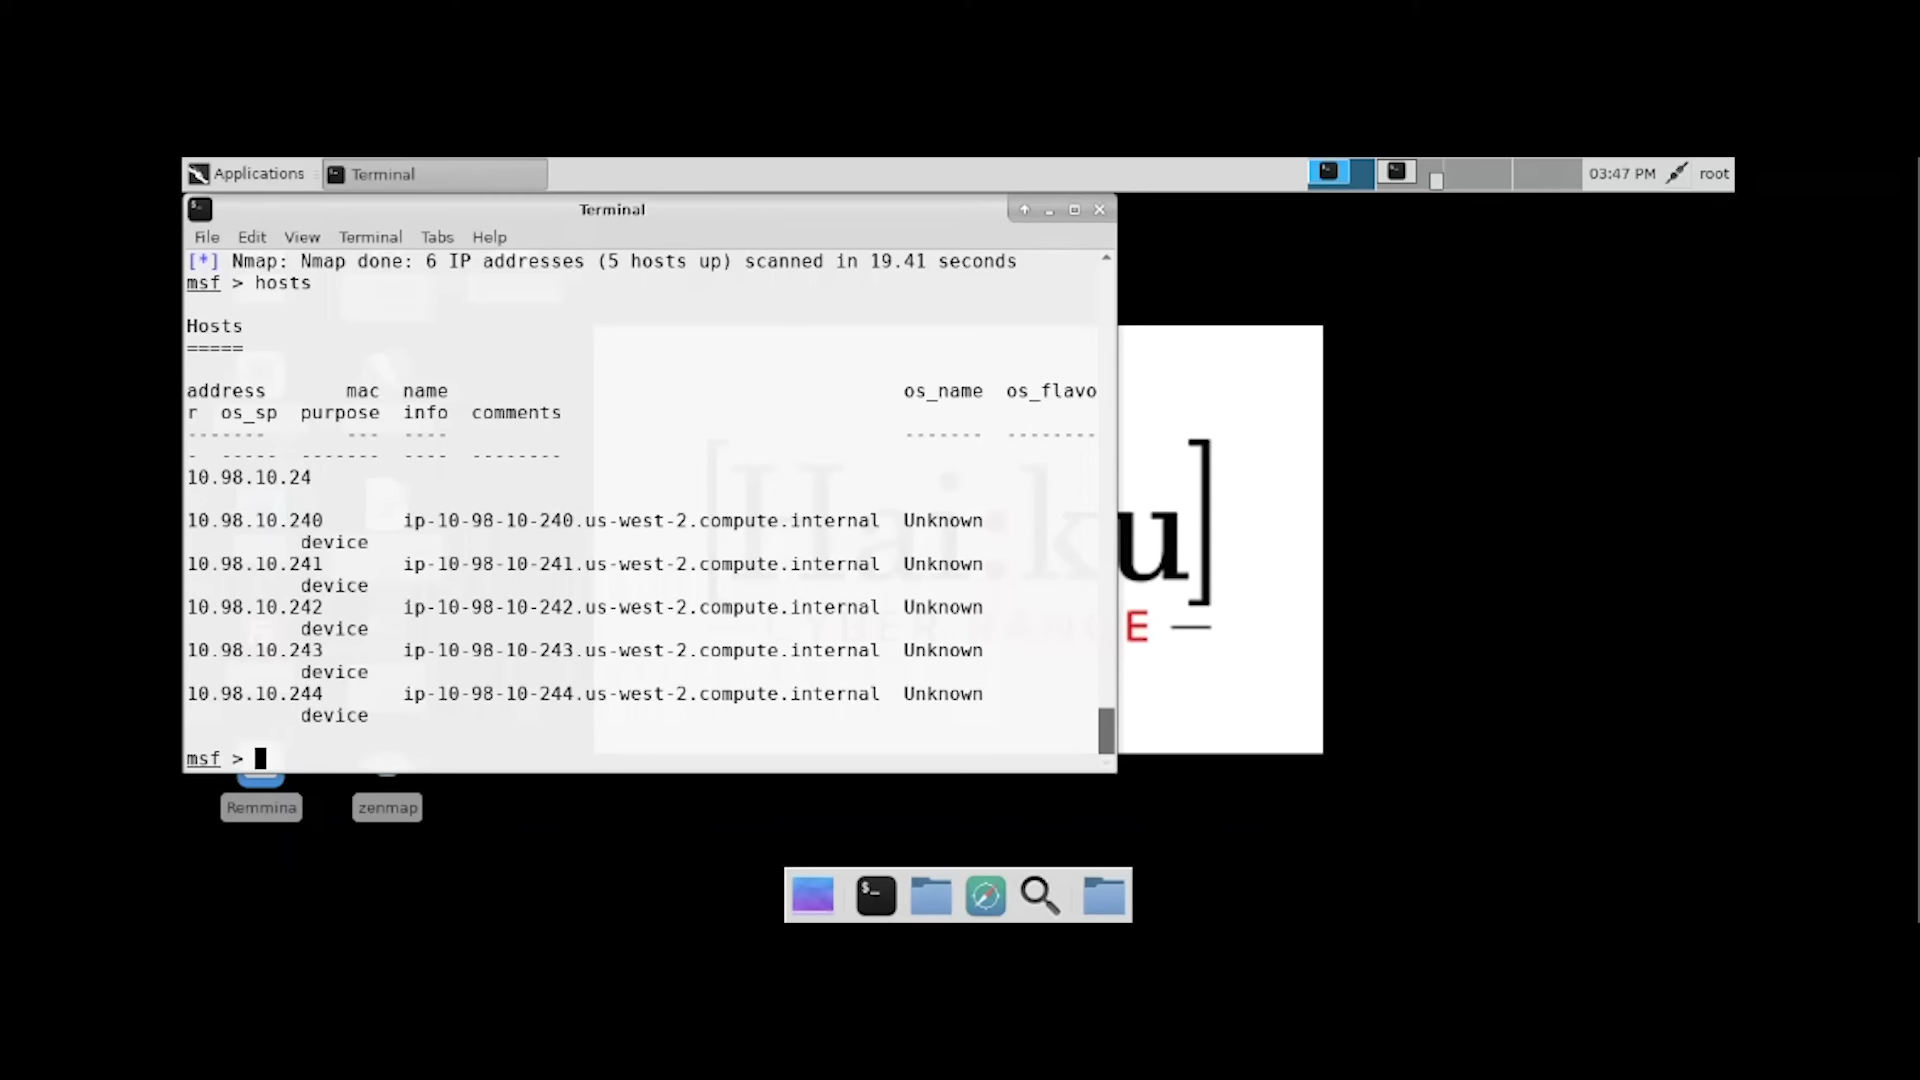 Applications
Terminal
03:47 PM
root
Terminal
File Edit View Terminal Tabs Help
[*] Nmap: Nmap done: 6 IP addresses (5 hosts up) scanned in 19.41 seconds
msf > hosts
Hosts
=====
address mac name os_name os_flavo
r os_sp purpose info comments
------- --- ---- ------- --------
- ----- ------- ---- --------
10.98.10.24
10.98.10.240 ip-10-98-10-240.us-west-2.compute.internal Unknown
device
10.98.10.241 ip-10-98-10-241.us-west-2.compute.internal Unknown
device
10.98.10.242 ip-10-98-10-242.us-west-2.compute.internal Unknown
device
10.98.10.243 ip-10-98-10-243.us-west-2.compute.internal Unknown
device
10.98.10.244 ip-10-98-10-244.us-west-2.compute.internal Unknown
device
msf >
[Hai:ku]
— CYBER RANGE —
Remmina
zenmap
$_